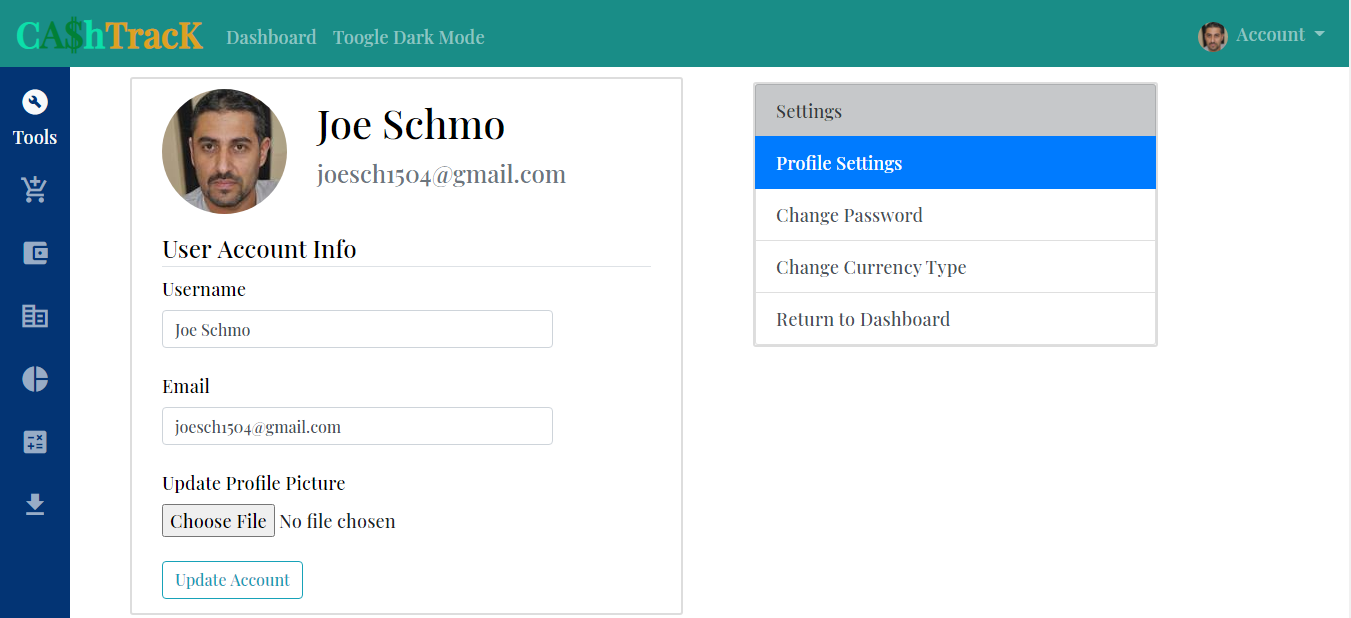 CA$hTracK
Dashboard
Toogle Dark Mode
Account
Tools
Joe Schmo
joesch1504@gmail.com
User Account Info
Username
Joe Schmo
Email
joesch1504@gmail.com
Update Profile Picture
Choose File No file chosen
Update Account
Settings
Profile Settings
Change Password
Change Currency Type
Return to Dashboard